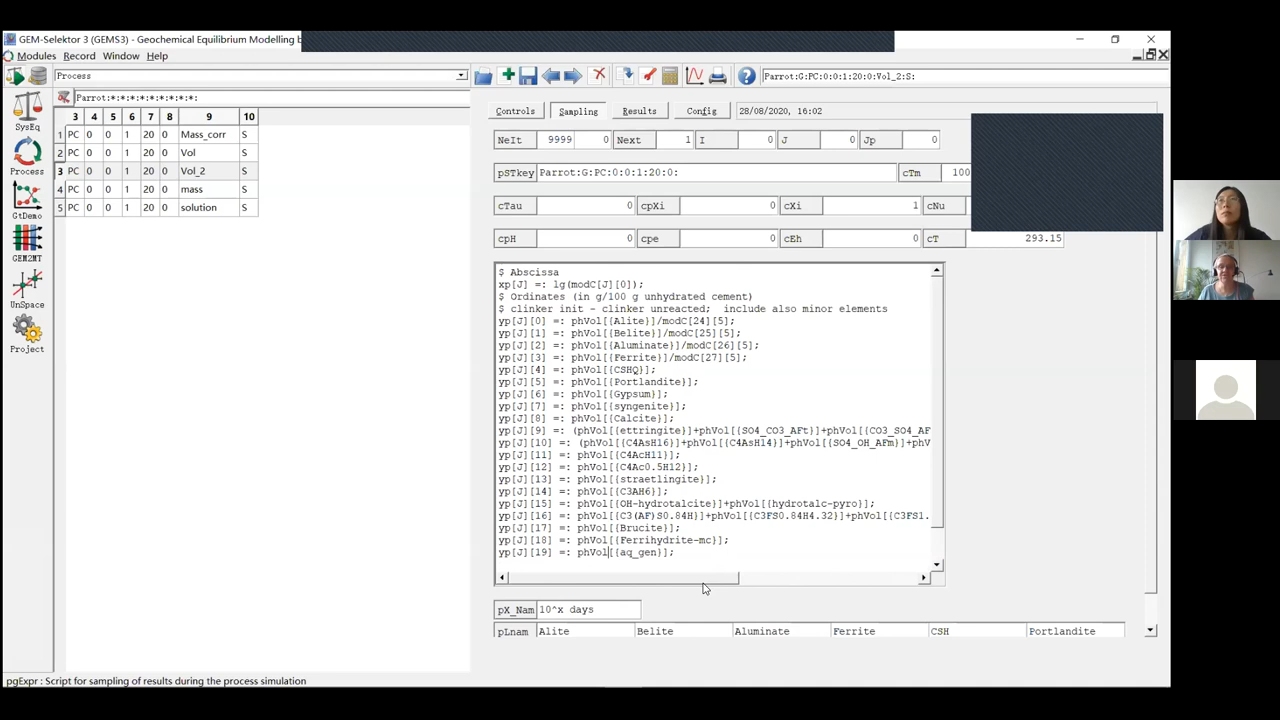 GEM-Selektor 3 (GEMS3) - Geochemical Equilibrium Modelling b
Modules Record Window Help
Process
Parrot:G:PC:0:0:1:20:0:Vol_2:S:
Parrot:*:*:*:*:*:*:*:*:*:
3 4 5 6 7 8 9 10
1 PC 0 0 1 20 0 Mass_corr S
2 PC 0 0 1 20 0 Vol S
3 PC 0 0 1 20 0 Vol_2 S
4 PC 0 0 1 20 0 mass S
5 PC 0 0 1 20 0 solution S
SysEq
Process
GtDemo
GEM2MT
UnSpace
Project
Controls Sampling Results Config 28/08/2020, 16:02
NeIt 9999 0 Next 1 I 0 J 0 Jp 0
pSTkey Parrot:G:PC:0:0:1:20:0: cTm 100
cTau 0 cpXi 0 cXi 1 cNu
cpH 0 cpe 0 cEh 0 cT 293.15
$ Abscissa
xp[J] =: lg(modC[J][0]);
$ Ordinates (in g/100 g unhydrated cement)
$ clinker init - clinker unreacted; include also minor elements
yp[J][0] =: phVol[{Alite}]/modC[24][5];
yp[J][1] =: phVol[{Belite}]/modC[25][5];
yp[J][2] =: phVol[{Aluminate}]/modC[26][5];
yp[J][3] =: phVol[{Ferrite}]/modC[27][5];
yp[J][4] =: phVol[{CSHQ}];
yp[J][5] =: phVol[{Portlandite}];
yp[J][6] =: phVol[{Gypsum}];
yp[J][7] =: phVol[{syngenite}];
yp[J][8] =: phVol[{Calcite}];
yp[J][9] =: (phVol[{ettringite}]+phVol[{SO4_CO3_AFt}]+phVol[{CO3_SO4_AF
yp[J][10] =: (phVol[{C4AsH16}]+phVol[{C4AsH14}]+phVol[{SO4_OH_AFm}]+phV
yp[J][11] =: phVol[{C4AcH11}];
yp[J][12] =: phVol[{C4Ac0.5H12}];
yp[J][13] =: phVol[{straetlingite}];
yp[J][14] =: phVol[{C3AH6}];
yp[J][15] =: phVol[{OH-hydrotalcite}]+phVol[{hydrotalc-pyro}];
yp[J][16] =: phVol[{C3(AF)S0.84H}]+phVol[{C3FS0.84H4.32}]+phVol[{C3FS1.
yp[J][17] =: phVol[{Brucite}];
yp[J][18] =: phVol[{Ferrihydrite-mc}];
yp[J][19] =: phVol[{aq_gen}];
pX_Nam 10^x days
pLnam Alite Belite Aluminate Ferrite CSH Portlandite
pgExpr : Script for sampling of results during the process simulation